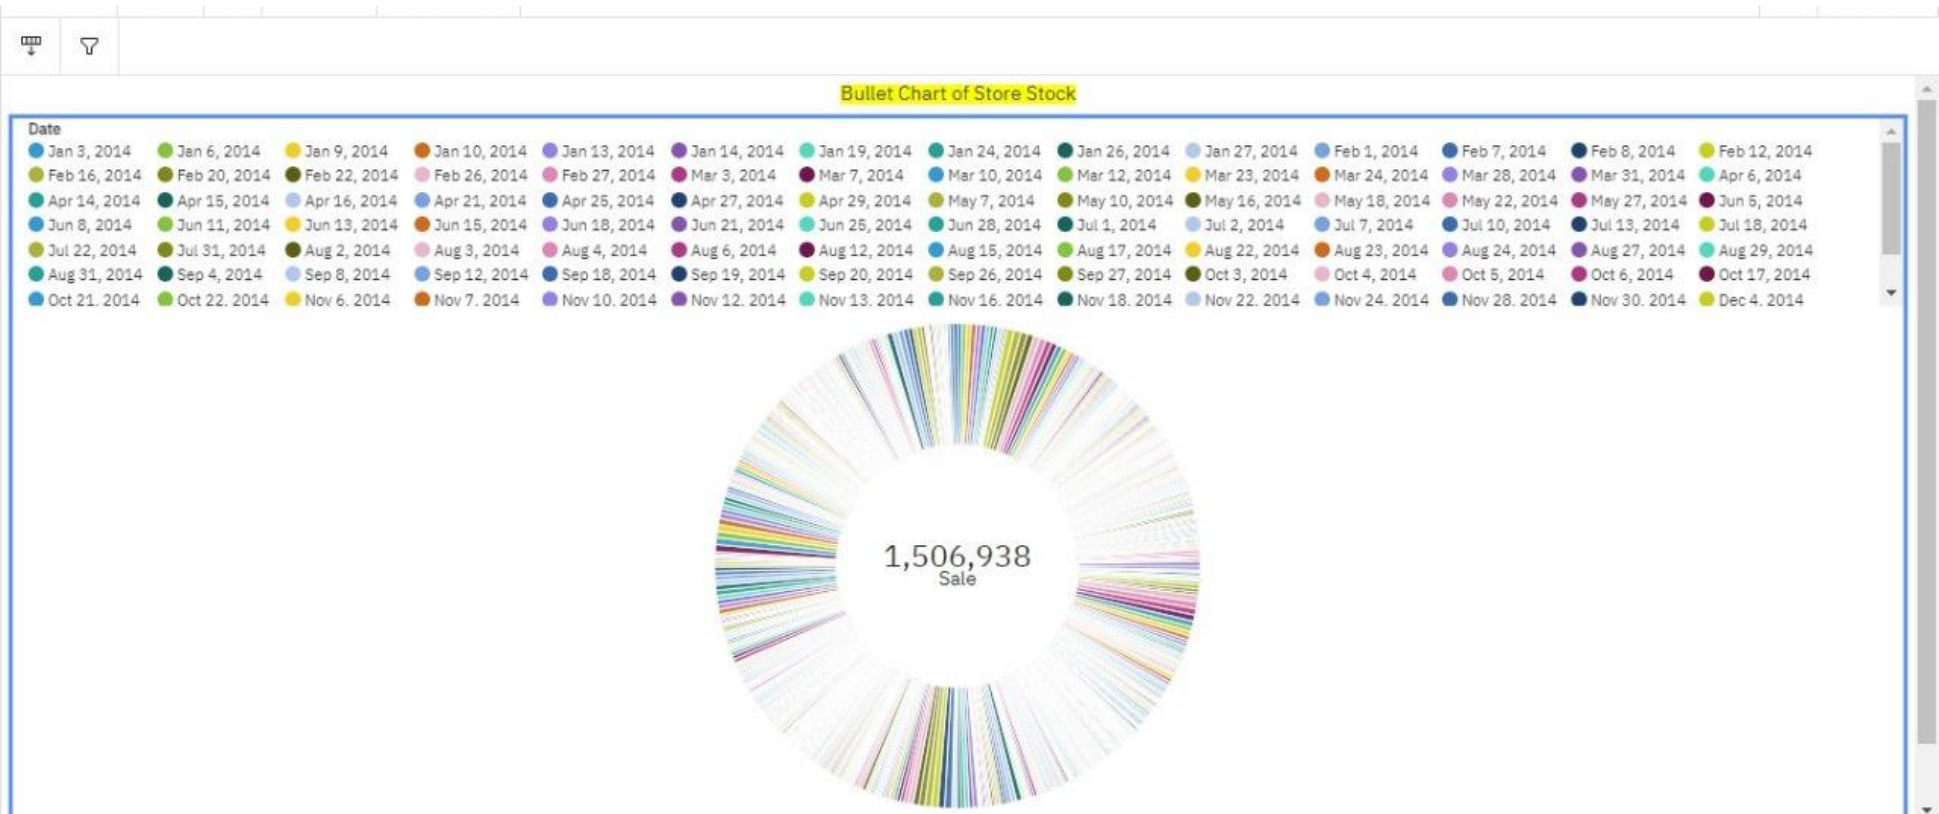 Bullet Chart of Store Stock
Date
Jan 3, 2014 Jan 6, 2014 Jan 9, 2014 Jan 10, 2014 Jan 13, 2014 Jan 14, 2014 Jan 19, 2014 Jan 24, 2014 Jan 26, 2014 Jan 27, 2014 Feb 1, 2014 Feb 7, 2014 Feb 8, 2014 Feb 12, 2014
Feb 16, 2014 Feb 20, 2014 Feb 22, 2014 Feb 26, 2014 Feb 27, 2014 Mar 3, 2014 Mar 7, 2014 Mar 10, 2014 Mar 12, 2014 Mar 23, 2014 Mar 24, 2014 Mar 28, 2014 Mar 31, 2014 Apr 6, 2014
Apr 14, 2014 Apr 15, 2014 Apr 16, 2014 Apr 21, 2014 Apr 25, 2014 Apr 27, 2014 Apr 29, 2014 May 7, 2014 May 10, 2014 May 16, 2014 May 18, 2014 May 22, 2014 May 27, 2014 Jun 5, 2014
Jun 8, 2014 Jun 11, 2014 Jun 13, 2014 Jun 15, 2014 Jun 18, 2014 Jun 21, 2014 Jun 25, 2014 Jun 28, 2014 Jul 1, 2014 Jul 2, 2014 Jul 7, 2014 Jul 10, 2014 Jul 13, 2014 Jul 18, 2014
Jul 22, 2014 Jul 31, 2014 Aug 2, 2014 Aug 3, 2014 Aug 4, 2014 Aug 6, 2014 Aug 12, 2014 Aug 15, 2014 Aug 17, 2014 Aug 22, 2014 Aug 23, 2014 Aug 24, 2014 Aug 27, 2014 Aug 29, 2014
Aug 31, 2014 Sep 4, 2014 Sep 8, 2014 Sep 12, 2014 Sep 18, 2014 Sep 19, 2014 Sep 20, 2014 Sep 26, 2014 Sep 27, 2014 Oct 3, 2014 Oct 4, 2014 Oct 5, 2014 Oct 6, 2014 Oct 17, 2014
Oct 21, 2014 Oct 22, 2014 Nov 6, 2014 Nov 7, 2014 Nov 10, 2014 Nov 12, 2014 Nov 13, 2014 Nov 16, 2014 Nov 18, 2014 Nov 22, 2014 Nov 24, 2014 Nov 28, 2014 Nov 30, 2014 Dec 4, 2014
1,506,938
Sale